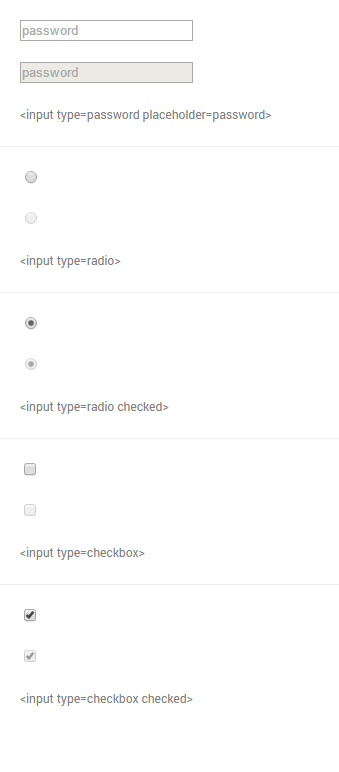 password
password
<input type=password placeholder=password>
<input type=radio>
<input type=radio checked>
<input type=checkbox>
<input type=checkbox checked>